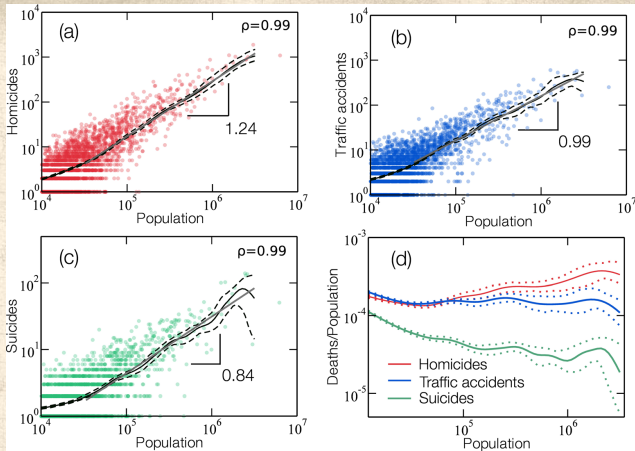 (a)
ρ=0.99
Homicides
10⁴
10³
10²
10¹
10⁰
1.24
10⁴ 10⁵ 10⁶ 10⁷
Population
(b)
ρ=0.99
Traffic accidents
10⁴
10³
10²
10¹
10⁰
0.99
10⁴ 10⁵ 10⁶ 10⁷
Population
(c)
ρ=0.99
Suicides
10²
10¹
10⁰
0.84
10⁴ 10⁵ 10⁶ 10⁷
Population
(d)
Deaths/Population
10⁻³
10⁻⁴
10⁻⁵
Homicides
Traffic accidents
Suicides
10⁵ 10⁶
Population